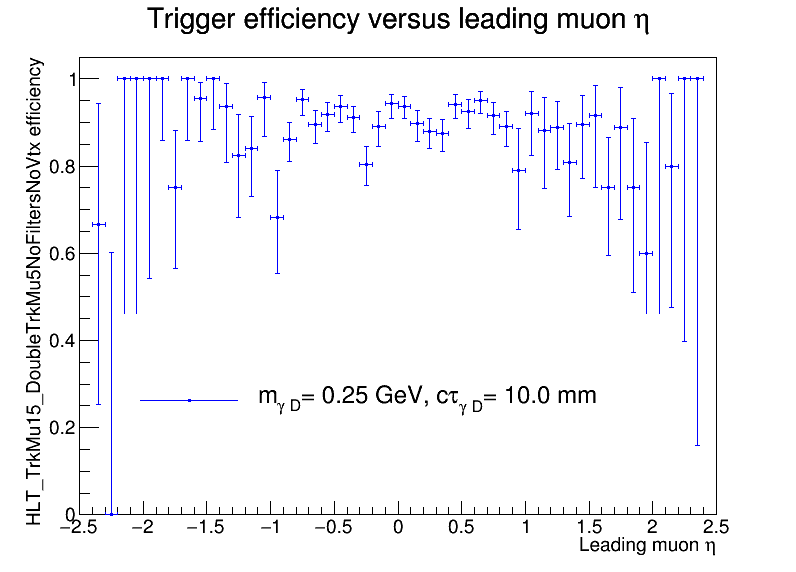 Trigger efficiency versus leading muon η
HLT_TrkMu15_DoubleTrkMu5NoFiltersNoVtx efficiency
1
0.8
0.6
0.4
0.2
0
m_γ D= 0.25 GeV, cτ_γ D= 10.0 mm
−2.5 −2 −1.5 −1 −0.5 0 0.5 1 1.5 2 2.5
Leading muon η